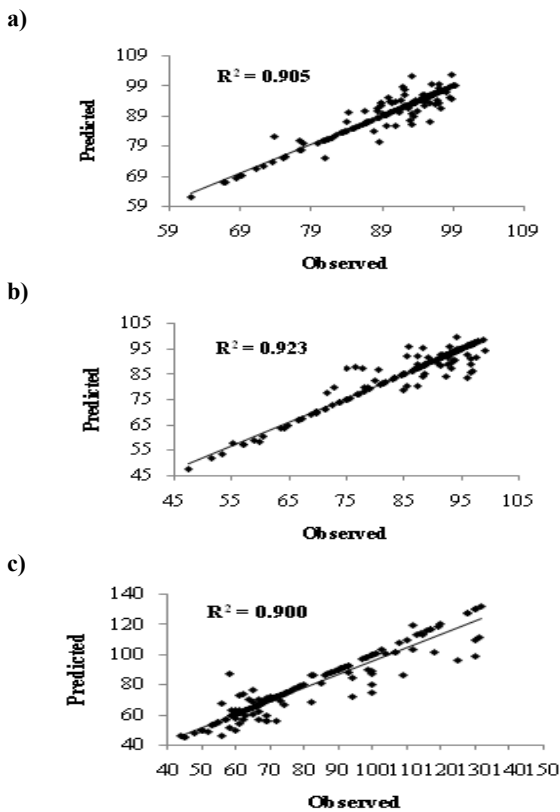 a)
109
R² = 0.905
99
89
Predicted
79
69
59
59 69 79 89 99 109
Observed
b)
105
R² = 0.923
95
85
Predicted
75
65
55
45
45 55 65 75 85 95 105
Observed
c)
140
R² = 0.900
120
Predicted
100
80
60
40
40 50 60 70 80 90 100110120130140150
Observed